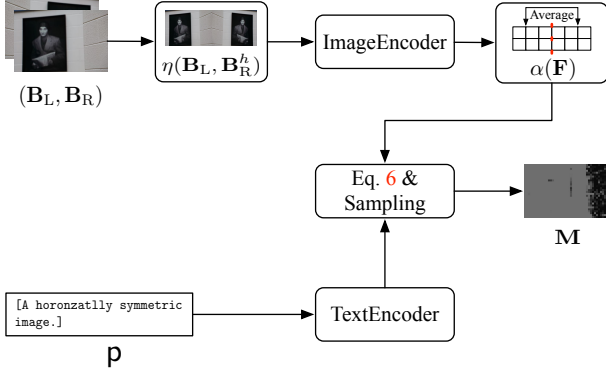 (B_L, B_R)
η(B_L, B_R^h)
ImageEncoder
Average
α(F)
Eq. 6 &
Sampling
M
[A horonzatlly symmetric
image.]
p
TextEncoder